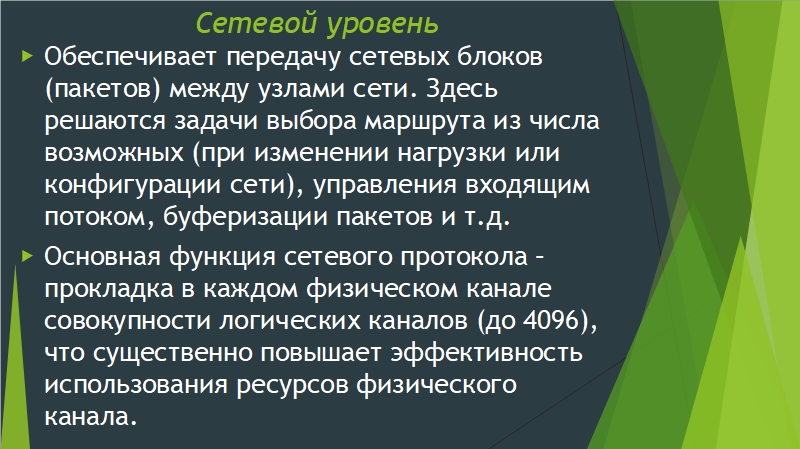 Сетевой уровень
Обеспечивает передачу сетевых блоков
(пакетов) между узлами сети. Здесь
решаются задачи выбора маршрута из числа
возможных (при изменении нагрузки или
конфигурации сети), управления входящим
потоком, буферизации пакетов и т.д.
Основная функция сетевого протокола –
прокладка в каждом физическом канале
совокупности логических каналов (до 4096),
что существенно повышает эффективность
использования ресурсов физического
канала.